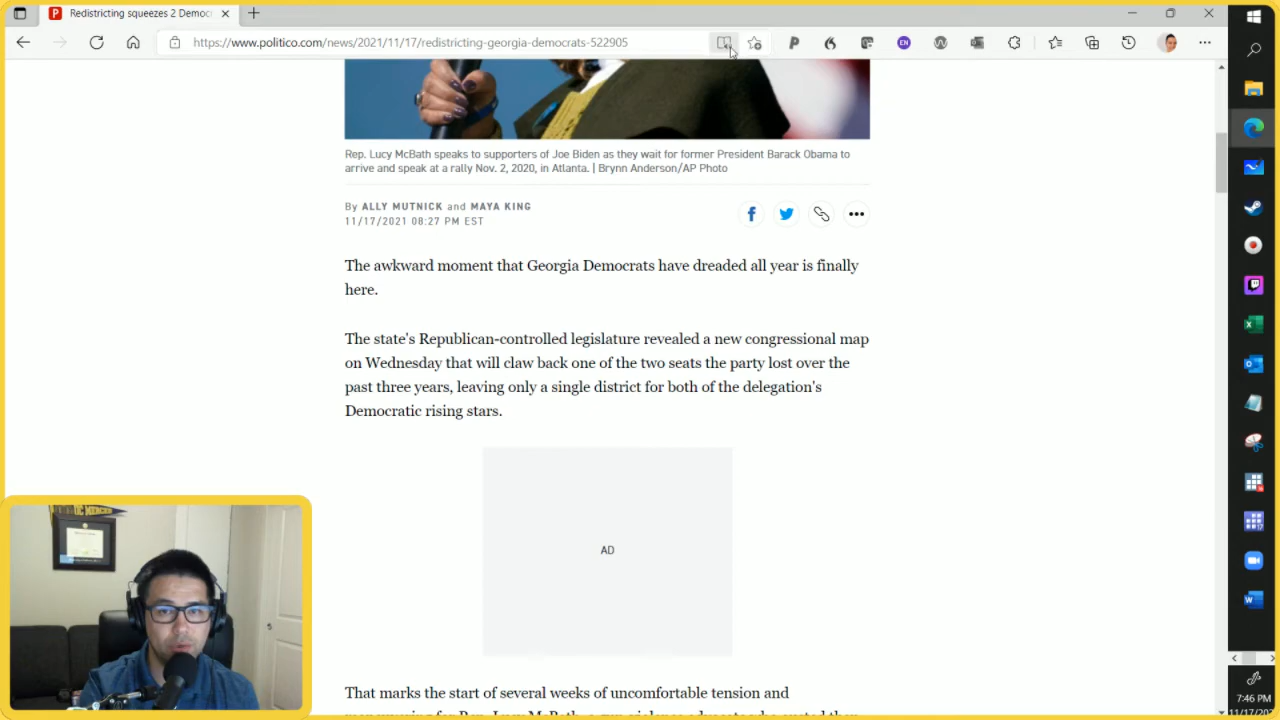 Redistricting squeezes 2 Democ
https://www.politico.com/news/2021/11/17/redistricting-georgia-democrats-522905
EN
Rep. Lucy McBath speaks to supporters of Joe Biden as they wait for former President Barack Obama to
arrive and speak at a rally Nov. 2, 2020, in Atlanta. | Brynn Anderson/AP Photo
By ALLY MUTNICK and MAYA KING
11/17/2021 08:27 PM EST
The awkward moment that Georgia Democrats have dreaded all year is finally
here.
The state's Republican-controlled legislature revealed a new congressional map
on Wednesday that will claw back one of the two seats the party lost over the
past three years, leaving only a single district for both of the delegation's
Democratic rising stars.
AD
UC MERCED
That marks the start of several weeks of uncomfortable tension and
7:46 PM